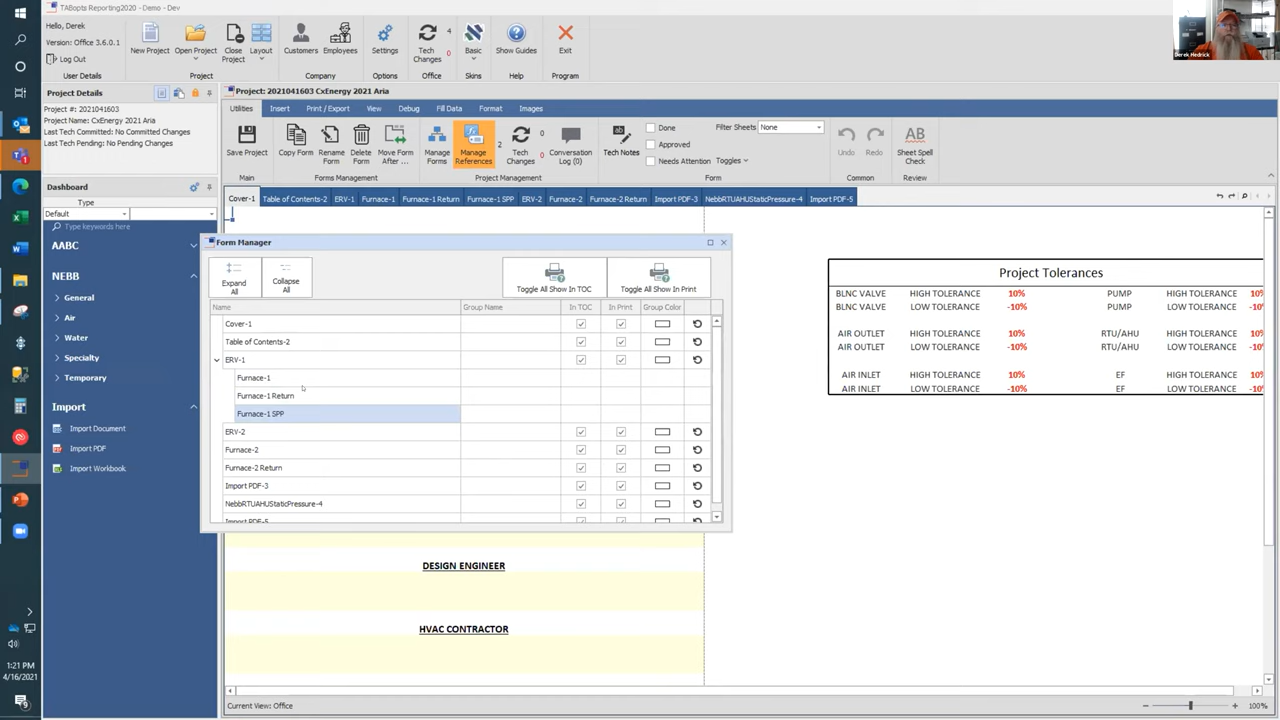 TABopts Reporting2020 - Demo - Dev
Hello, Derek
Version: Office 3.6.0.1
Log Out
User Details
New Project
Open Project
Close Project
Layout
Project
Customers
Employees
Company
Settings
Options
Tech Changes
4
0
Office
Basic
Skins
Show Guides
Help
Exit
Program
Derek Hedrick
Project Details
Project #: 2021041603
Project Name: CxEnergy 2021 Aria
Last Tech Committed: No Committed Changes
Last Tech Pending: No Pending Changes
Project: 2021041603 CxEnergy 2021 Aria
Utilities Insert Print / Export View Debug Fill Data Format Images
Save Project
Main
Copy Form
Rename Form
Delete Form
Move Form After ...
Forms Management
Manage Forms
Manage References
2
Tech Changes
0
0
Conversation Log (0)
Project Management
Tech Notes
Done
Approved
Needs Attention
Filter Sheets None
Toggles
Form
Undo
Redo
Common
ABC
Sheet Spell Check
Review
Dashboard
Type
Default
Type keywords here
AABC
NEBB
General
Air
Water
Specialty
Temporary
Import
Import Document
Import PDF
Import Workbook
Cover-1 Table of Contents-2 ERV-1 Furnace-1 Furnace-1 Return Furnace-1 SPP ERV-2 Furnace-2 Furnace-2 Return Import PDF-3 NebbRTUAHUStaticPressure-4 Import PDF-5
Form Manager
Expand All
Collapse All
Toggle All Show In TOC
Toggle All Show In Print
Name Group Name In TOC In Print Group Color
Cover-1
Table of Contents-2
ERV-1
Furnace-1
Furnace-1 Return
Furnace-1 SPP
ERV-2
Furnace-2
Furnace-2 Return
Import PDF-3
NebbRTUAHUStaticPressure-4
Import PDF-5
Project Tolerances
BLNC VALVE HIGH TOLERANCE 10% PUMP HIGH TOLERANCE
BLNC VALVE LOW TOLERANCE -10% PUMP LOW TOLERANCE
AIR OUTLET HIGH TOLERANCE 10% RTU/AHU HIGH TOLERANCE
AIR OUTLET LOW TOLERANCE -10% RTU/AHU LOW TOLERANCE
AIR INLET HIGH TOLERANCE 10% EF HIGH TOLERANCE
AIR INLET LOW TOLERANCE -10% EF LOW TOLERANCE
DESIGN ENGINEER
HVAC CONTRACTOR
1:21 PM
4/16/2021
Current View: Office
100%